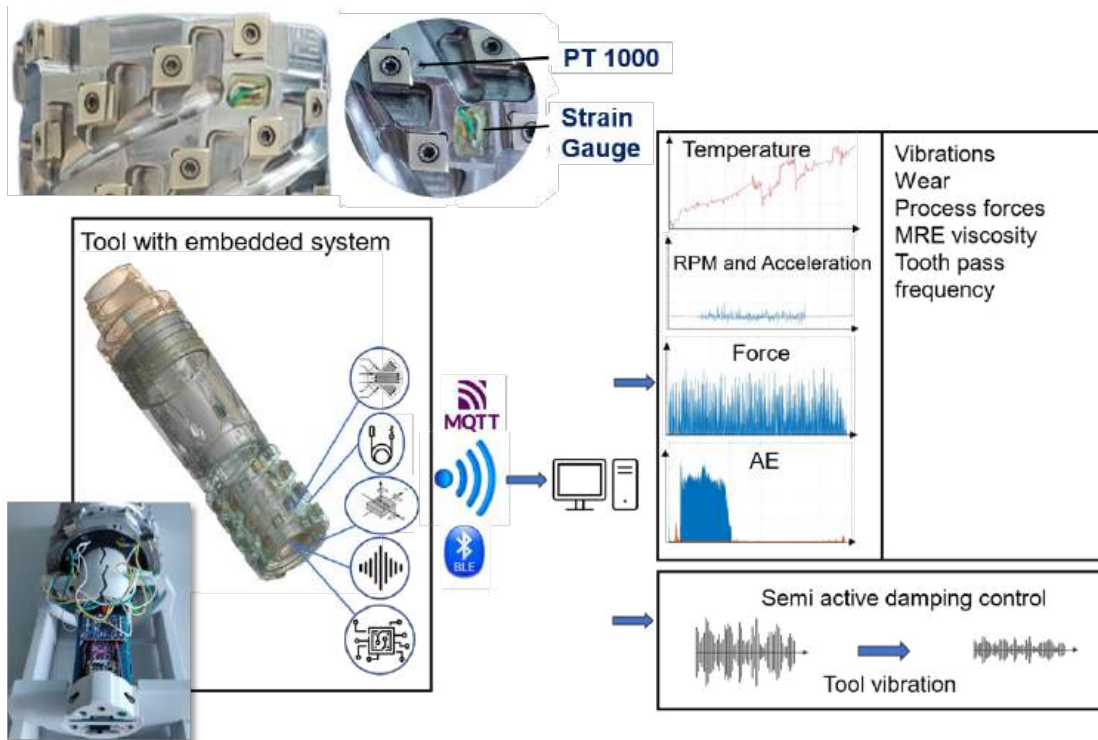 PT 1000
Strain
Gauge
Tool with embedded system
MQTT
BLE
Temperature
RPM and Acceleration
Force
AE
Vibrations
Wear
Process forces
MRE viscosity
Tooth pass
frequency
Semi active damping control
Tool vibration